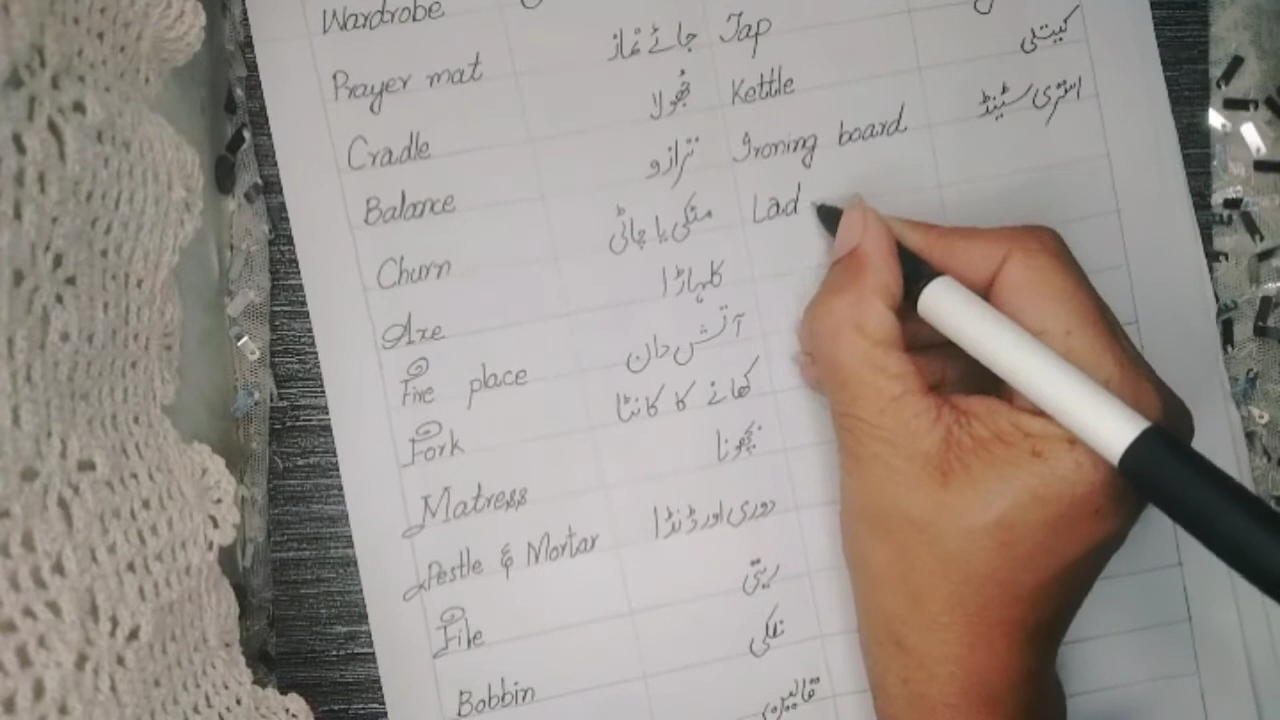 Wardrobe
Prayer mat جائے نماز Tap
Cradle جُھولا Kettle کیتلی
Balance ترازو Ironing board استری سٹینڈ
Churn مٹکی یا چاٹی Lad
Axe کلہاڑا
Fire place آتش دان
Fork کھانے کا کانٹا
Matress بچھونا
Pestle & Mortar دوری اور ڈنڈا
File ریتی
Bobbin نلکی